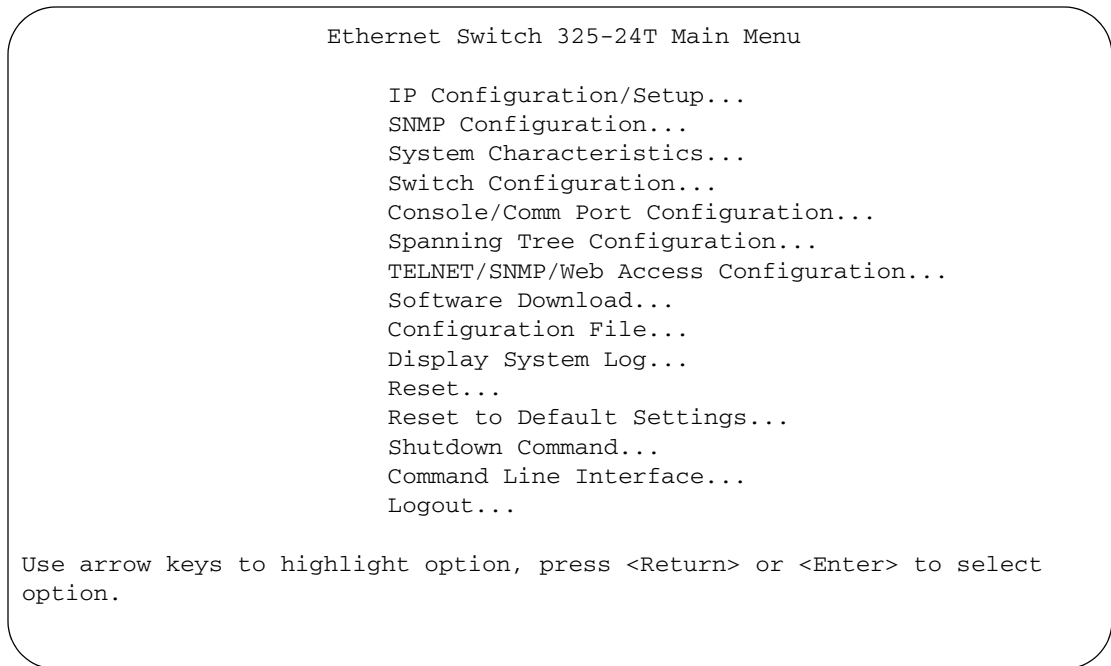 Ethernet Switch 325-24T Main Menu
IP Configuration/Setup...
SNMP Configuration...
System Characteristics...
Switch Configuration...
Console/Comm Port Configuration...
Spanning Tree Configuration...
TELNET/SNMP/Web Access Configuration...
Software Download...
Configuration File...
Display System Log...
Reset...
Reset to Default Settings...
Shutdown Command...
Command Line Interface...
Logout...
Use arrow keys to highlight option, press <Return> or <Enter> to select
option.